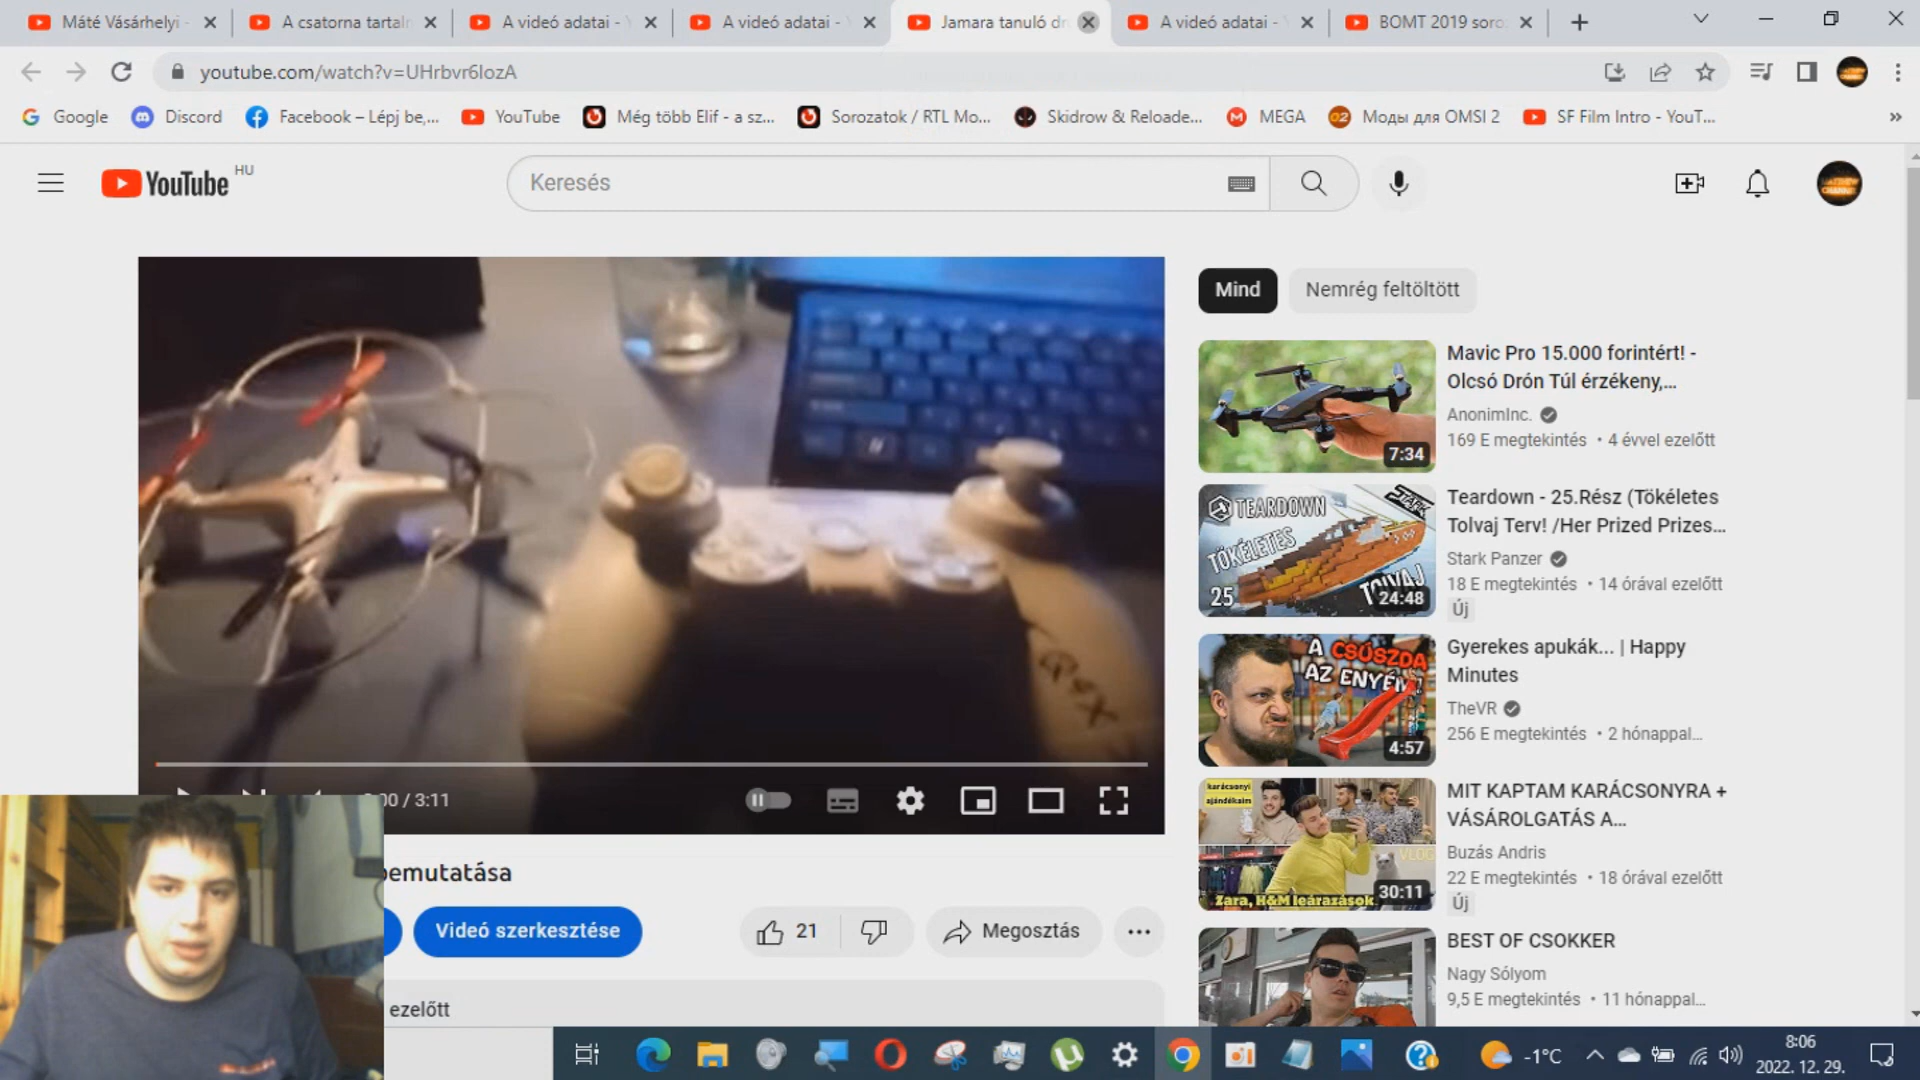 Máté Vásárhelyi -
A csatorna tartal
A videó adatai -
A videó adatai -
Jamara tanuló dr
A videó adatai -
BOMT 2019 soro
youtube.com/watch?v=UHrbvr6lozA
Google
Discord
Facebook – Lépj be,...
YouTube
Még több Elif - a sz...
Sorozatok / RTL Mo...
Skidrow & Reloade...
MEGA
Моды для OMSI 2
SF Film Intro - YouT...
YouTube HU
Keresés
Mind
Nemrég feltöltött
Mavic Pro 15.000 forintért! -
Olcsó Drón Túl érzékeny,...
AnonimInc.
169 E megtekintés • 4 évvel ezelőtt
7:34
TEARDOWN
TÖKÉLETES
TOLVAJ
25
24:48
Teardown - 25.Rész (Tökéletes
Tolvaj Terv! /Her Prized Prizes...
Stark Panzer
18 E megtekintés • 14 órával ezelőtt
Új
A CSÚSZDA
AZ ENYÉM
4:57
Gyerekes apukák... | Happy
Minutes
TheVR
256 E megtekintés • 2 hónappal...
karácsonyi
ajándékaim
VLOG
Zara, H&M leárazások
30:11
MIT KAPTAM KARÁCSONYRA +
VÁSÁROLGATÁS A...
Buzás Andris
22 E megtekintés • 18 órával ezelőtt
Új
BEST OF CSOKKER
Nagy Sólyom
9,5 E megtekintés • 11 hónappal...
:00 / 3:11
bemutatása
Videó szerkesztése
21
Megosztás
ezelőtt
-1°C
8:06
2022. 12. 29.